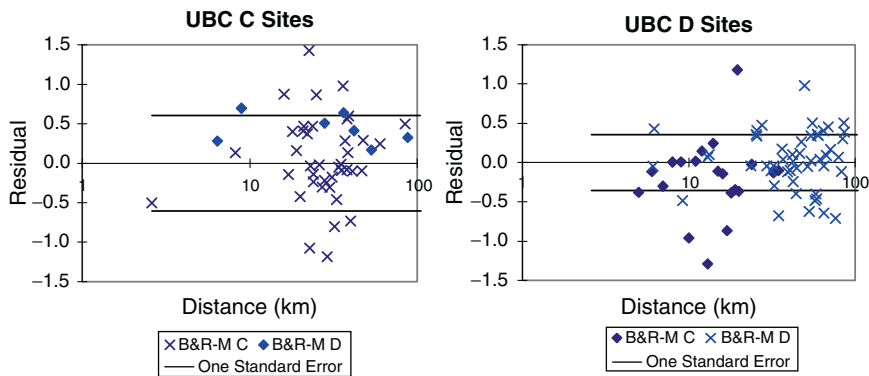 UBC C Sites
1.5
1.0
0.5
0.0
−0.5
−1.0
−1.5
1
10
100
Residual
Distance (km)
B&R-M C
B&R-M D
One Standard Error
UBC D Sites
1.5
1.0
0.5
0.0
−0.5
−1.0
−1.5
1
10
100
Residual
Distance (km)
B&R-M C
B&R-M D
One Standard Error